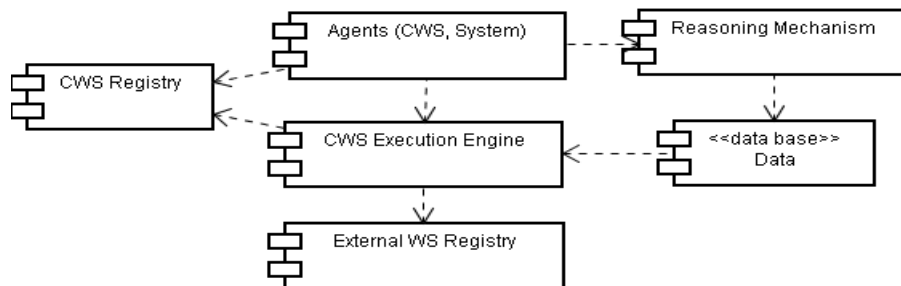 Agents (CWS, System)
Reasoning Mechanism
CWS Registry
CWS Execution Engine
<<data base>>
Data
External WS Registry